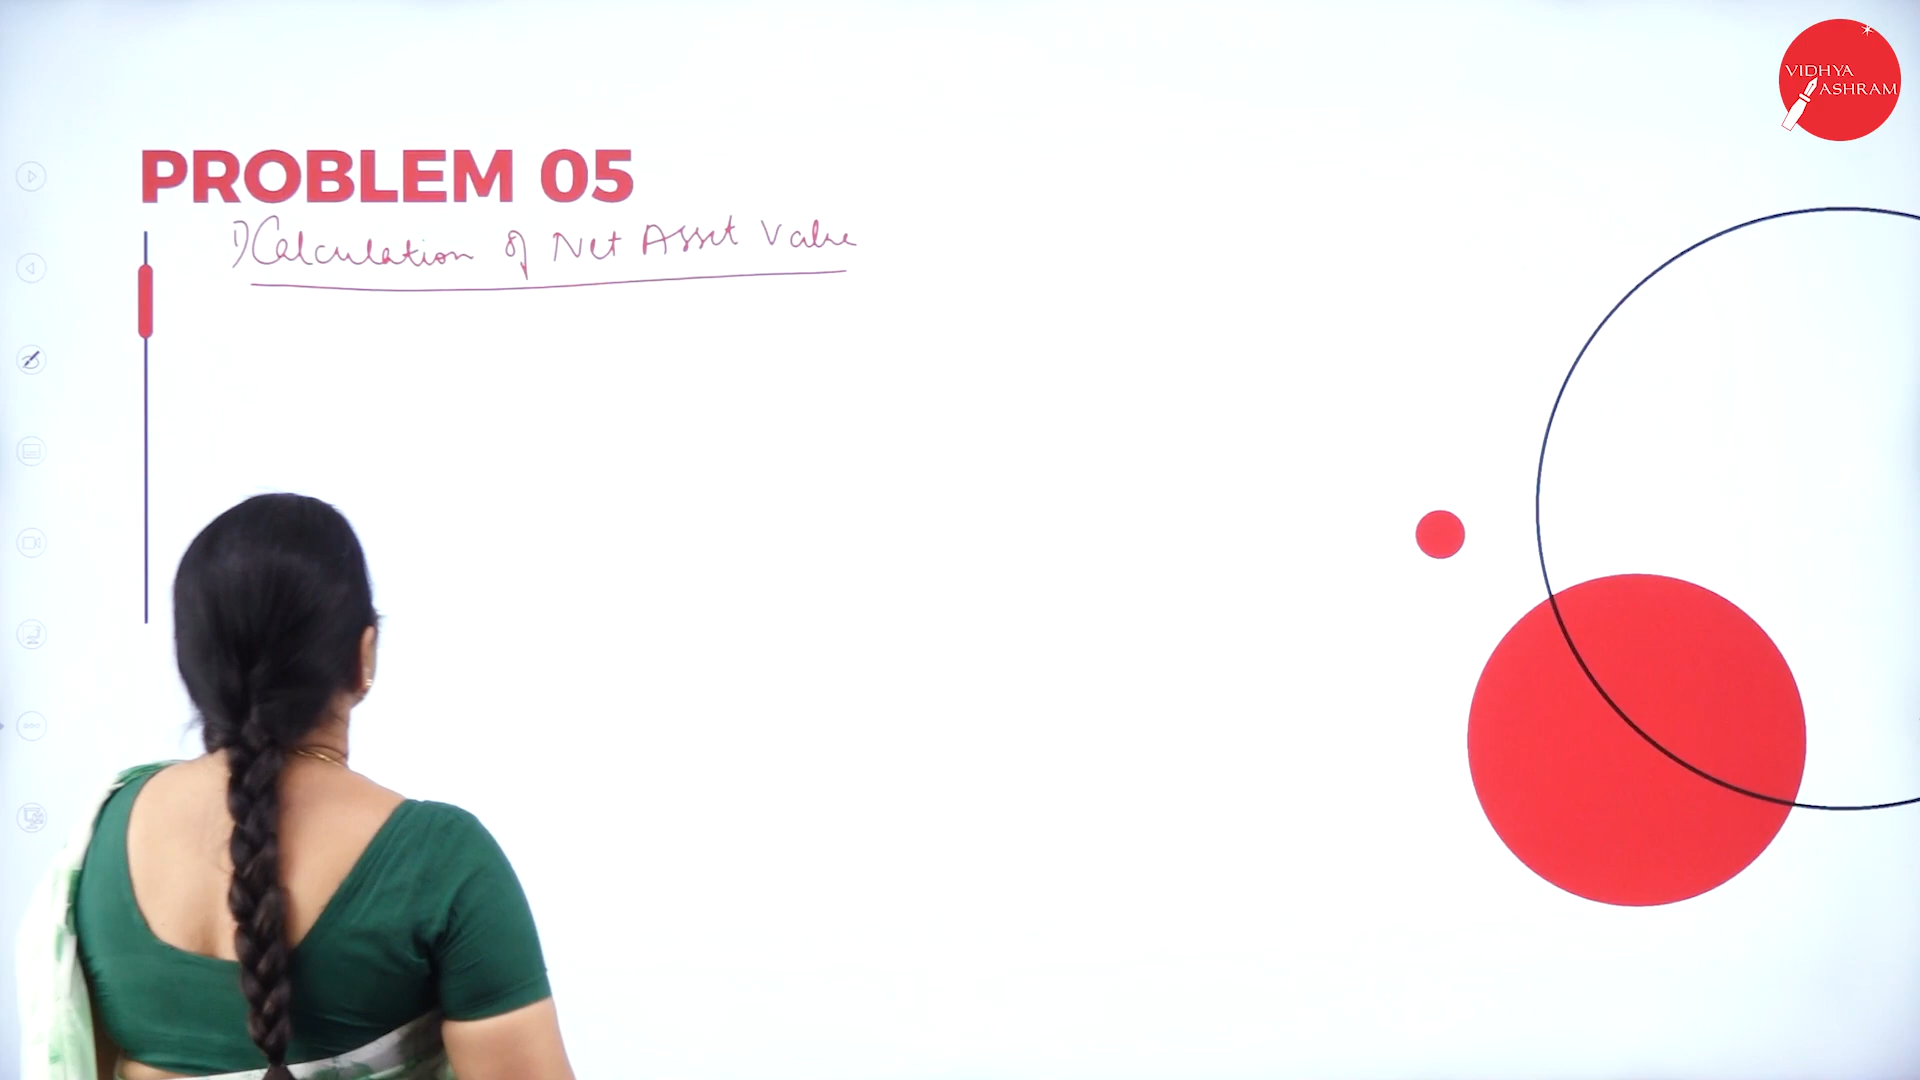 VIDHYA
ASHRAM
PROBLEM 05
1) Calculation of Net Asset Value